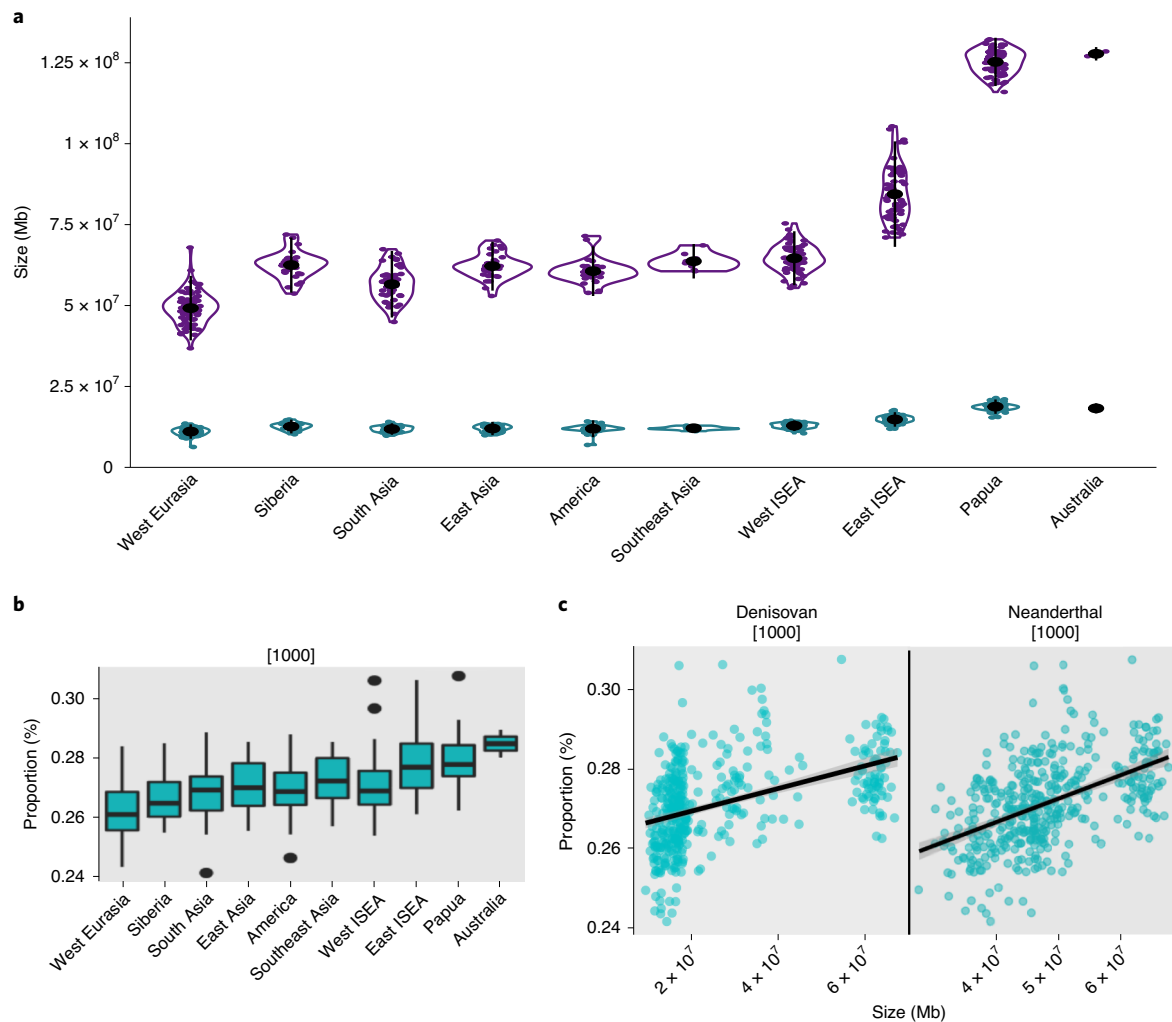 a
Size (Mb)
1.25 × 10⁸
1 × 10⁸
7.5 × 10⁷
5 × 10⁷
2.5 × 10⁷
0
West Eurasia
Siberia
South Asia
East Asia
America
Southeast Asia
West ISEA
East ISEA
Papua
Australia
b
[1000]
Proportion (%)
0.30
0.28
0.26
0.24
West Eurasia
Siberia
South Asia
East Asia
America
Southeast Asia
West ISEA
East ISEA
Papua
Australia
c
Denisovan
[1000]
Neanderthal
[1000]
Proportion (%)
0.30
0.28
0.26
0.24
2 × 10⁷
4 × 10⁷
6 × 10⁷
4 × 10⁷
5 × 10⁷
6 × 10⁷
Size (Mb)